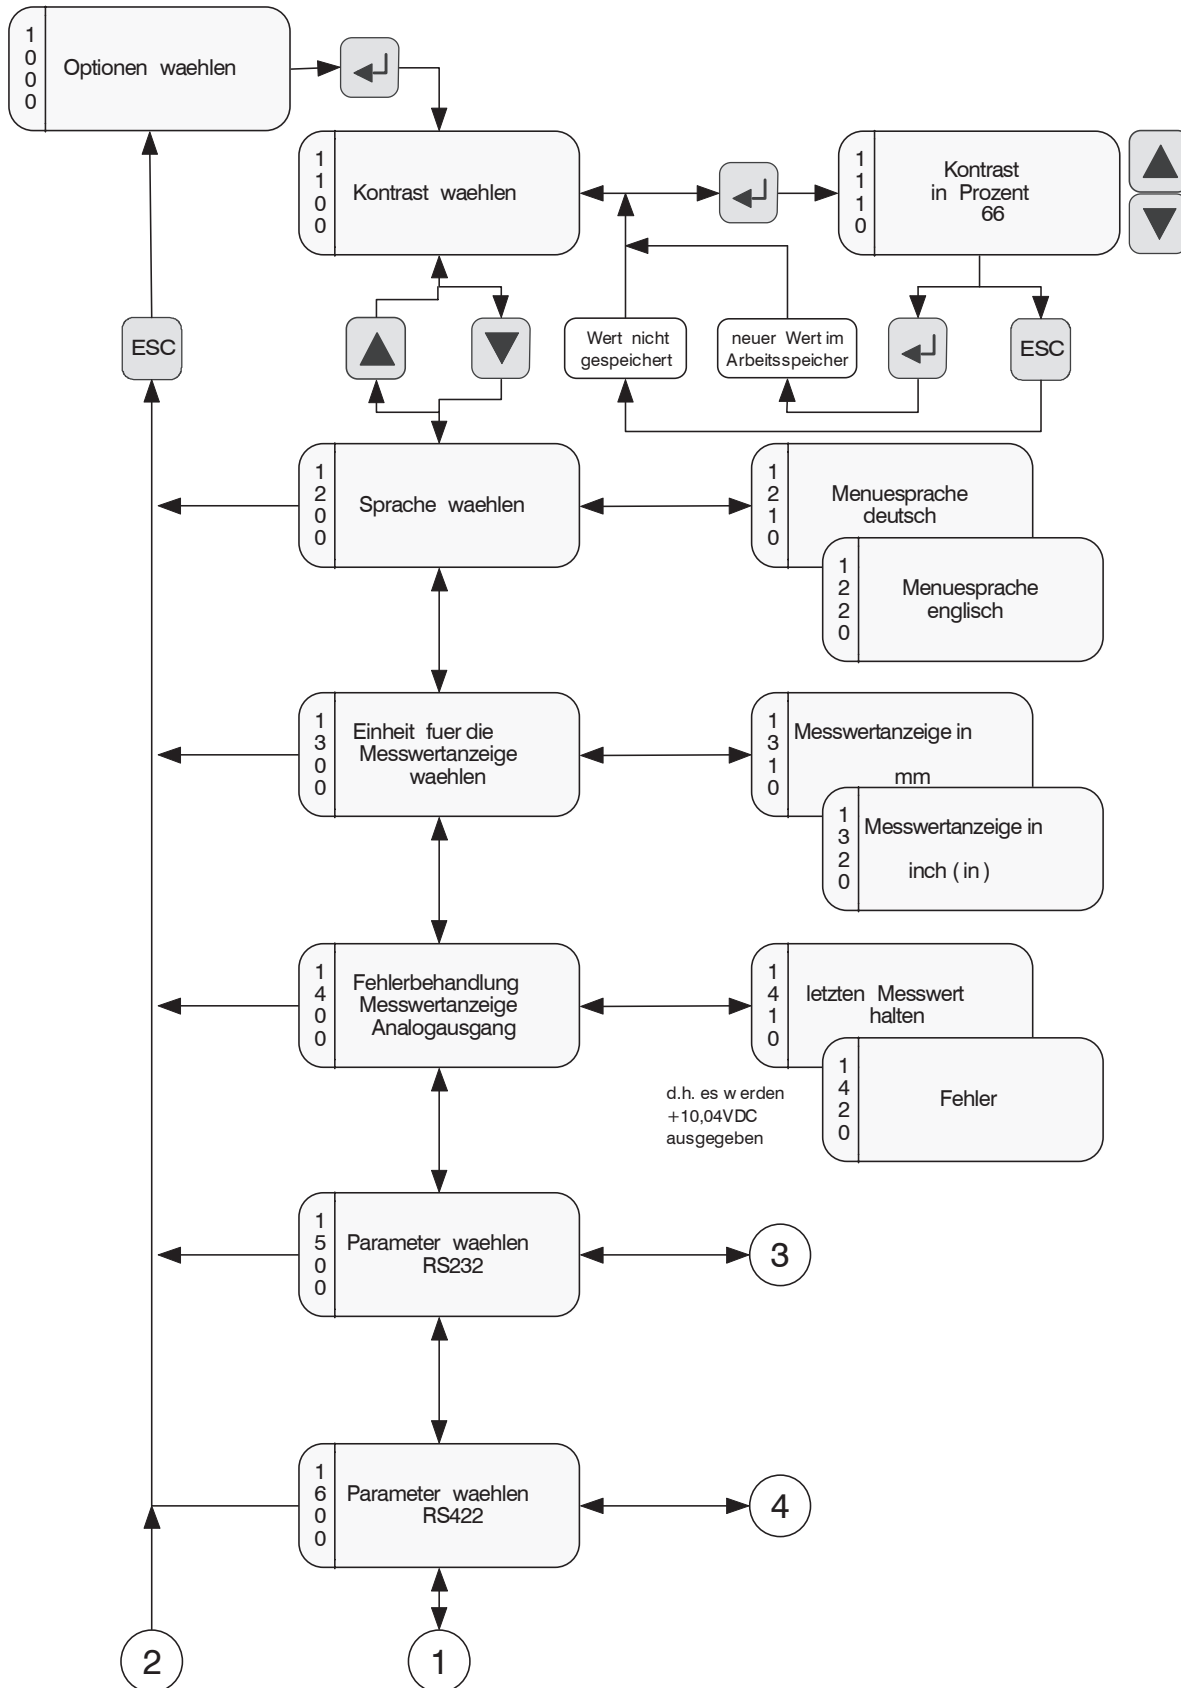 1000
Optionen waehlen
1100
Kontrast waehlen
1110
Kontrast
in Prozent
66
ESC
Wert nicht
gespeichert
neuer Wert im
Arbeitsspeicher
ESC
1200
Sprache waehlen
1210
Menuesprache
deutsch
1220
Menuesprache
englisch
1300
Einheit fuer die
Messwertanzeige
waehlen
1310
Messwertanzeige in
mm
1320
Messwertanzeige in
inch ( in )
1400
Fehlerbehandlung
Messwertanzeige
Analogausgang
1410
letzten Messwert
halten
1420
Fehler
d.h. es werden
+10,04VDC
ausgegeben
1500
Parameter waehlen
RS232
3
1600
Parameter waehlen
RS422
4
2
1